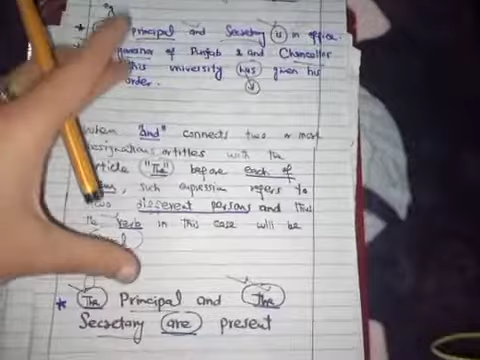 * Principal and Secretary is in office.
of Punjab and Chancellor
this university has given his
order.
when "and" connects two or more
designations or titles with the
article "The" before each of
, such expression refers to
two different persons and thus
the verb in this case will be
* The Principal and The
Secretary are present